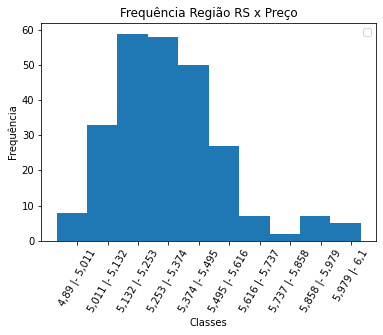 Frequência Região RS x Preço
Frequência
60
50
40
30
20
10
0
4,89 |- 5,011
5,011 |- 5,132
5,132 |- 5,253
5,253 |- 5,374
5,374 |- 5,495
5,495 |- 5,616
5,616 |- 5,737
5,737 |- 5,858
5,858 |- 5,979
5,979 |- 6,1
Classes